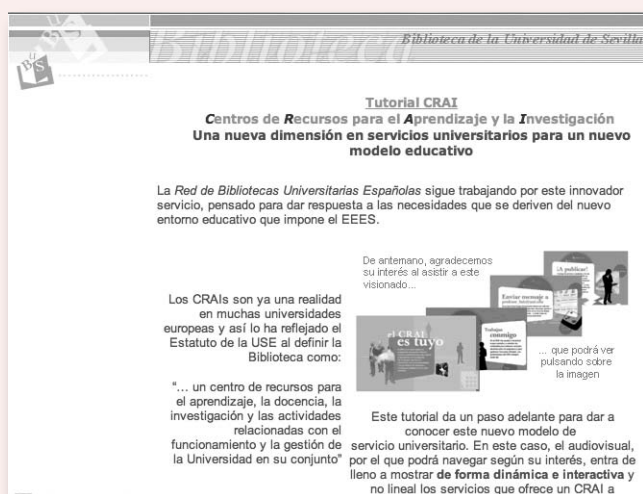 Biblioteca
Biblioteca de la Universidad de Sevilla
BUS
Tutorial CRAI
Centros de Recursos para el Aprendizaje y la Investigación
Una nueva dimensión en servicios universitarios para un nuevo
modelo educativo
La Red de Bibliotecas Universitarias Españolas sigue trabajando por este innovador
servicio, pensado para dar respuesta a las necesidades que se deriven del nuevo
entorno educativo que impone el EEES.
De antemano, agradecemos
su interés al asistir a este
visionado...
¡A publicar!
Enviar mensaje a
Trabajar
conmigo
el CRAI
es tuyo
... que podrá ver
pulsando sobre
la imagen
Los CRAIs son ya una realidad
en muchas universidades
europeas y así lo ha reflejado el
Estatuto de la USE al definir la
Biblioteca como:
"... un centro de recursos para
el aprendizaje, la docencia, la
investigación y las actividades
relacionadas con el
funcionamiento y la gestión de
la Universidad en su conjunto"
Este tutorial da un paso adelante para dar a
conocer este nuevo modelo de
servicio universitario. En este caso, el audiovisual,
por el que podrá navegar según su interés, entra de
lleno a mostrar de forma dinámica e interactiva y
no lineal los servicios que ofrece un CRAI a